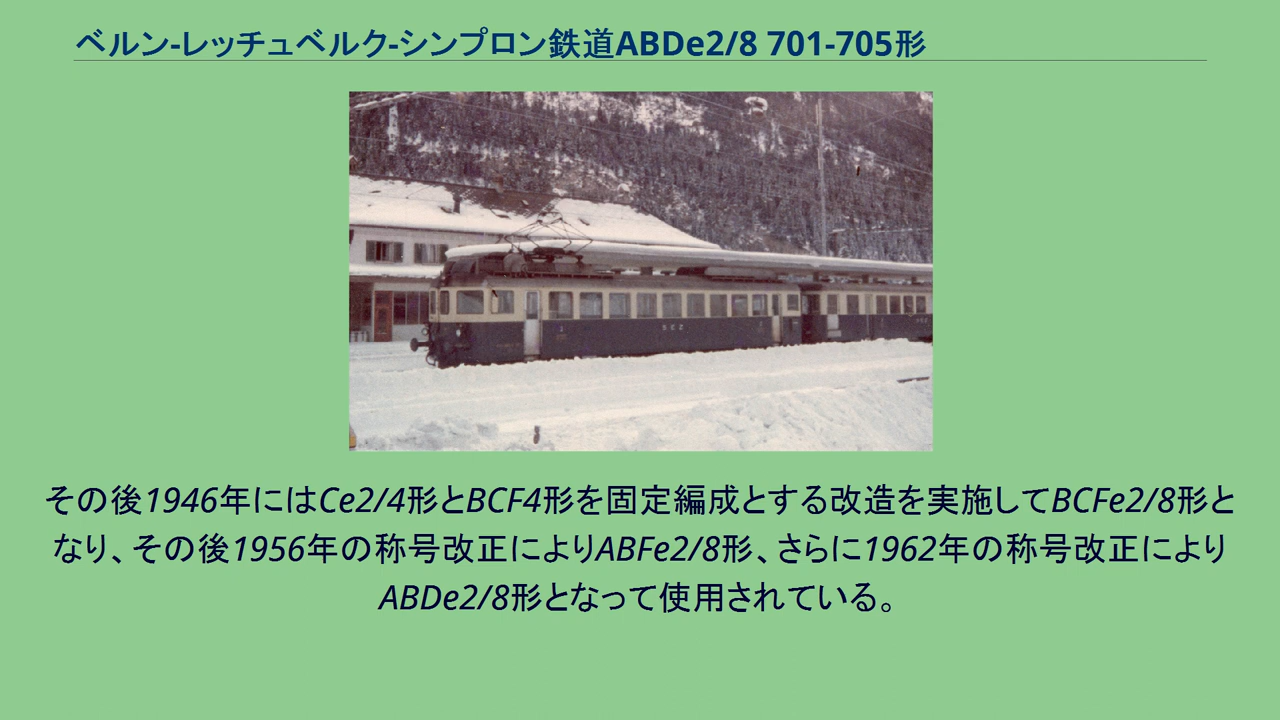 ベルン-レッチュベルク-シンプロン鉄道ABDe2/8 701-705形
その後1946年にはCe2/4形とBCF4形を固定編成とする改造を実施してBCFe2/8形と
なり、その後1956年の称号改正によりABFe2/8形、さらに1962年の称号改正により
ABDe2/8形となって使用されている。